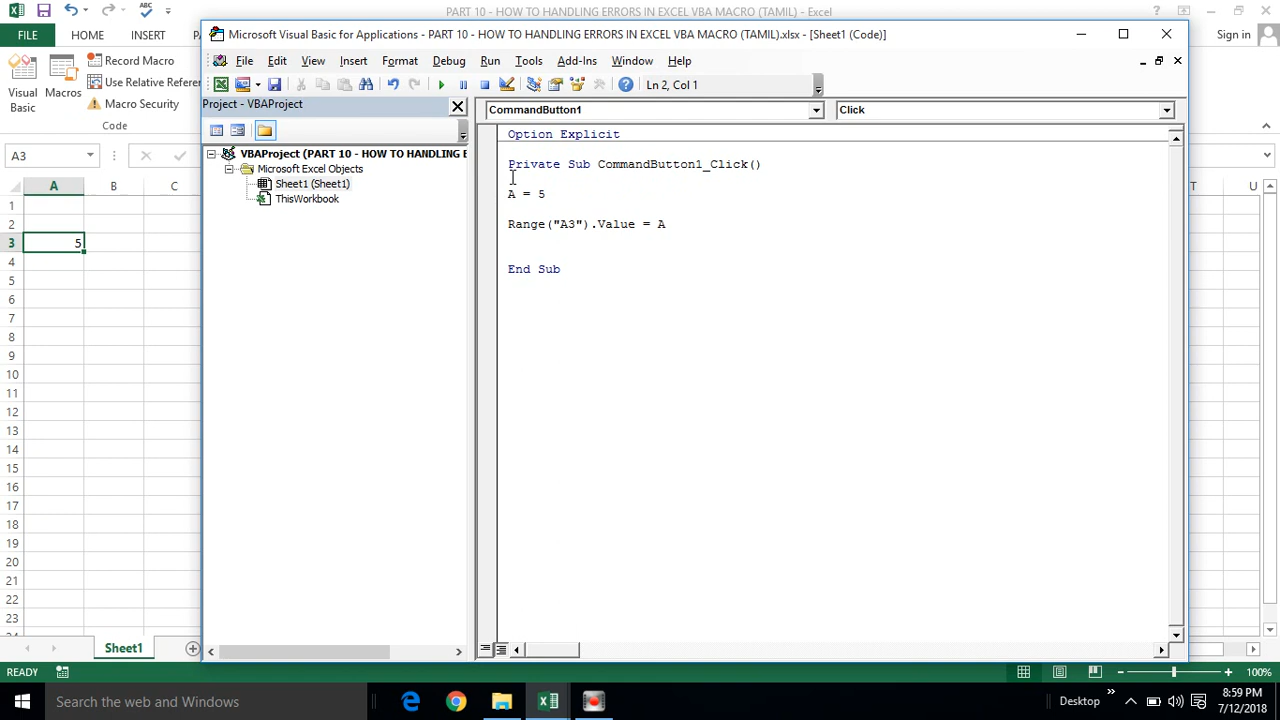 PART 10 - HOW TO HANDLING ERRORS IN EXCEL VBA MACRO (TAMIL) - Excel
FILE HOME INSERT
Sign in
Visual Basic
Macros
Record Macro
Use Relative Refere
Macro Security
Code
A3
A B C T U
1
2
3 5
4
5
6
7
8
9
10
11
12
13
14
15
16
17
18
19
20
21
22
23
Sheet1
READY
100%
Microsoft Visual Basic for Applications - PART 10 - HOW TO HANDLING ERRORS IN EXCEL VBA MACRO (TAMIL).xlsx - [Sheet1 (Code)]
File Edit View Insert Format Debug Run Tools Add-Ins Window Help
Ln 2, Col 1
Project - VBAProject
VBAProject (PART 10 - HOW TO HANDLING E
Microsoft Excel Objects
Sheet1 (Sheet1)
ThisWorkbook
CommandButton1
Click
Option Explicit
Private Sub CommandButton1_Click()
A = 5
Range("A3").Value = A
End Sub
Search the web and Windows
Desktop
8:59 PM
7/12/2018